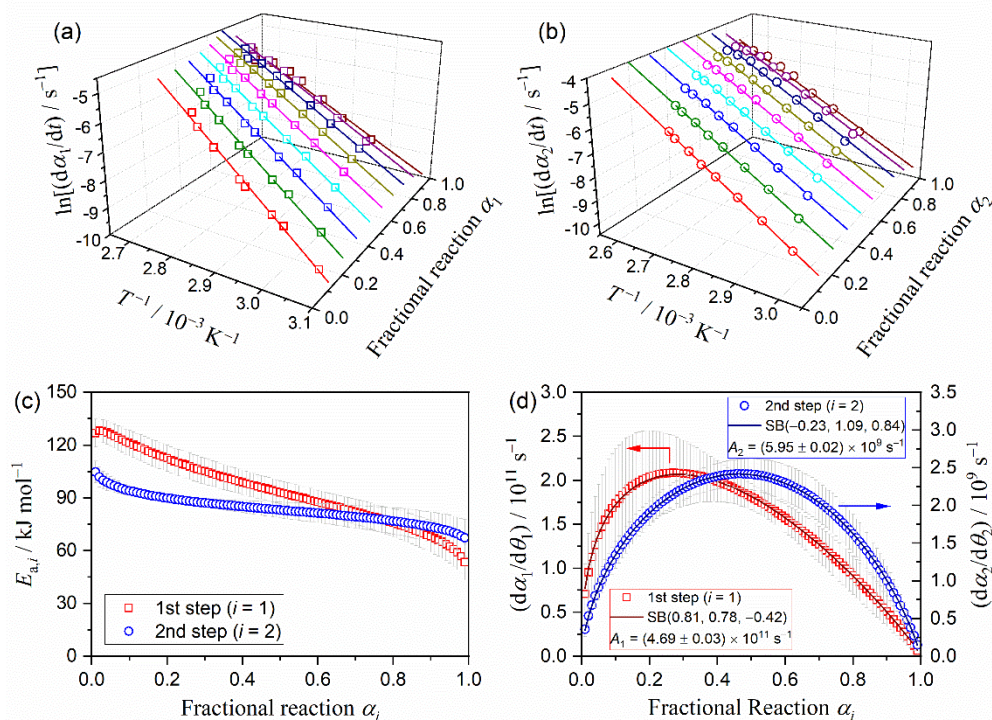 (a)
ln[(dα₁/dt) / s⁻¹)
-5
-6
-7
-8
-9
-10
2.7
2.8
2.9
3.0
3.1
T⁻¹ / 10⁻³ K⁻¹
0.0
0.2
0.4
0.6
0.8
1.0
Fractional reaction α₁
(b)
ln[(dα₂/dt) / s⁻¹)
-4
-5
-6
-7
-8
-9
-10
2.6
2.7
2.8
2.9
3.0
T⁻¹ / 10⁻³ K⁻¹
0.0
0.2
0.4
0.6
0.8
1.0
Fractional reaction α₂
(c)
Eₐ,ᵢ / kJ mol⁻¹
150
120
90
60
30
0
1st step (i = 1)
2nd step (i = 2)
0.0 0.2 0.4 0.6 0.8 1.0
Fractional reaction αᵢ
(d)
(dα₁/dθ₁) / 10¹¹ s⁻¹
3.0
2.5
2.0
1.5
1.0
0.5
0.0
2nd step (i = 2)
SB(−0.23, 1.09, 0.84)
A₂ = (5.95 ± 0.02) × 10⁹ s⁻¹
1st step (i = 1)
SB(0.81, 0.78, −0.42)
A₁ = (4.69 ± 0.03) × 10¹¹ s⁻¹
3.5
3.0
2.5
2.0
1.5
1.0
0.5
0.0
(dα₂/dθ₂) / 10⁹ s⁻¹
0.0 0.2 0.4 0.6 0.8 1.0
Fractional Reaction αᵢ